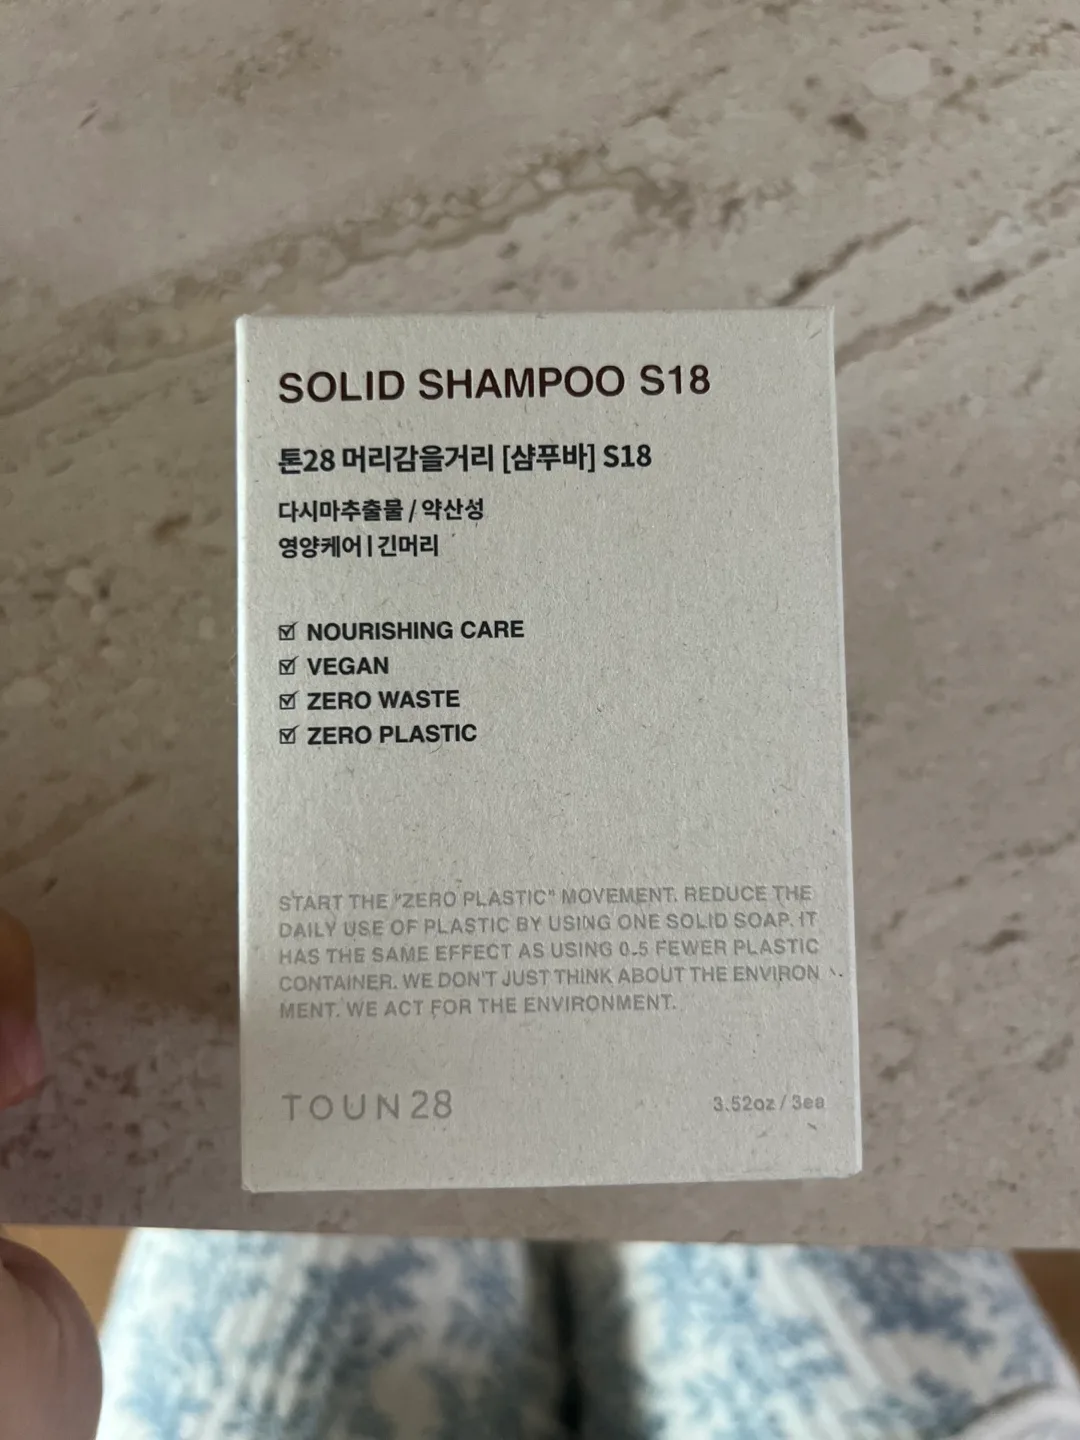 SOLID SHAMPOO S18
톤28 머리감을거리 [샴푸바] S18
다시마추출물 / 약산성
영양케어 | 긴머리
NOURISHING CARE
VEGAN
ZERO WASTE
ZERO PLASTIC
START THE "ZERO PLASTIC" MOVEMENT. REDUCE THE
DAILY USE OF PLASTIC BY USING ONE SOLID SOAP. IT
HAS THE SAME EFFECT AS USING 0.5 FEWER PLASTIC
CONTAINER. WE DON'T JUST THINK ABOUT THE ENVIRON
MENT. WE ACT FOR THE ENVIRONMENT.
TOUN28
3.52oz / 3ea